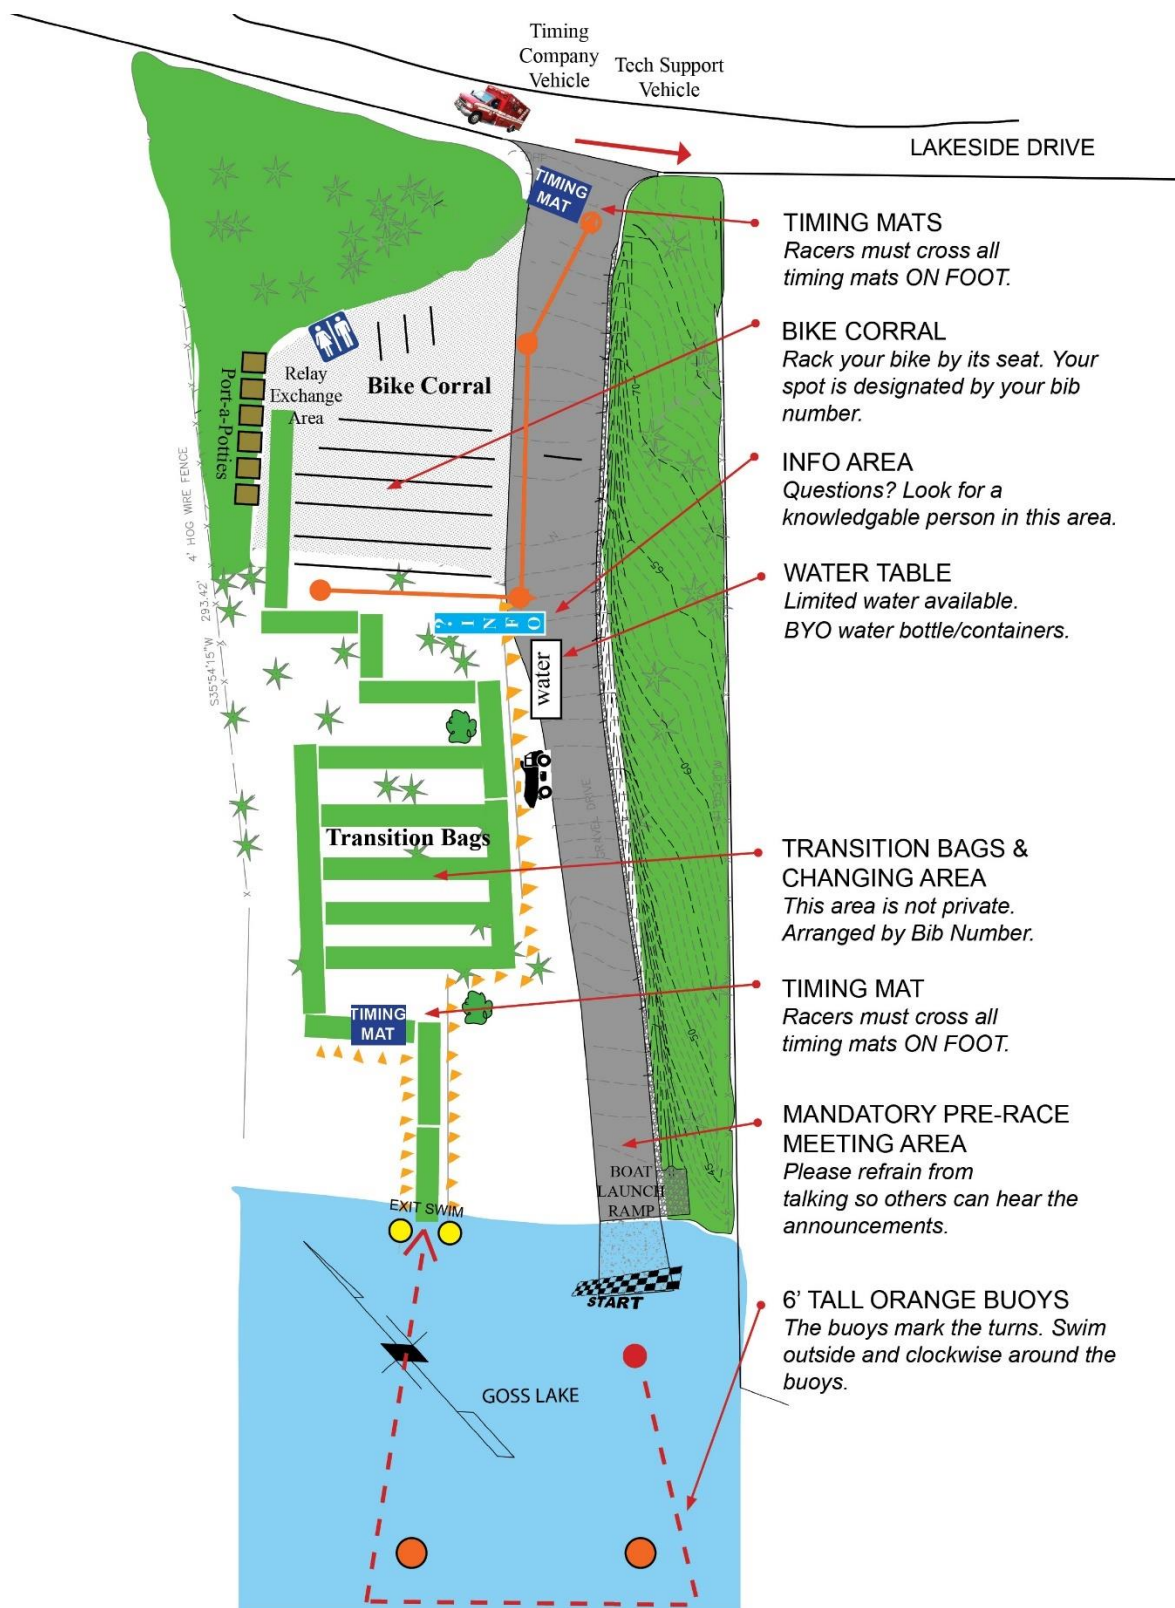 Timing
Company
Vehicle
Tech Support
Vehicle
LAKESIDE DRIVE
TIMING
MAT
TIMING MATS
Racers must cross all
timing mats ON FOOT.
BIKE CORRAL
Rack your bike by its seat. Your
spot is designated by your bib
number.
Relay
Exchange
Area
Bike Corral
Port-a-Potties
4' HOG WIRE FENCE
S35°54'15"W 293.42'
INFO AREA
Questions? Look for a
knowledgable person in this area.
WATER TABLE
Limited water available.
BYO water bottle/containers.
?: INFO
water
70
65
60
GRAVEL DRIVE
Transition Bags
TRANSITION BAGS &
CHANGING AREA
This area is not private.
Arranged by Bib Number.
TIMING
MAT
TIMING MAT
Racers must cross all
timing mats ON FOOT.
50
45
MANDATORY PRE-RACE
MEETING AREA
Please refrain from
talking so others can hear the
announcements.
BOAT
LAUNCH
RAMP
EXIT SWIM
START
6' TALL ORANGE BUOYS
The buoys mark the turns. Swim
outside and clockwise around the
buoys.
GOSS LAKE